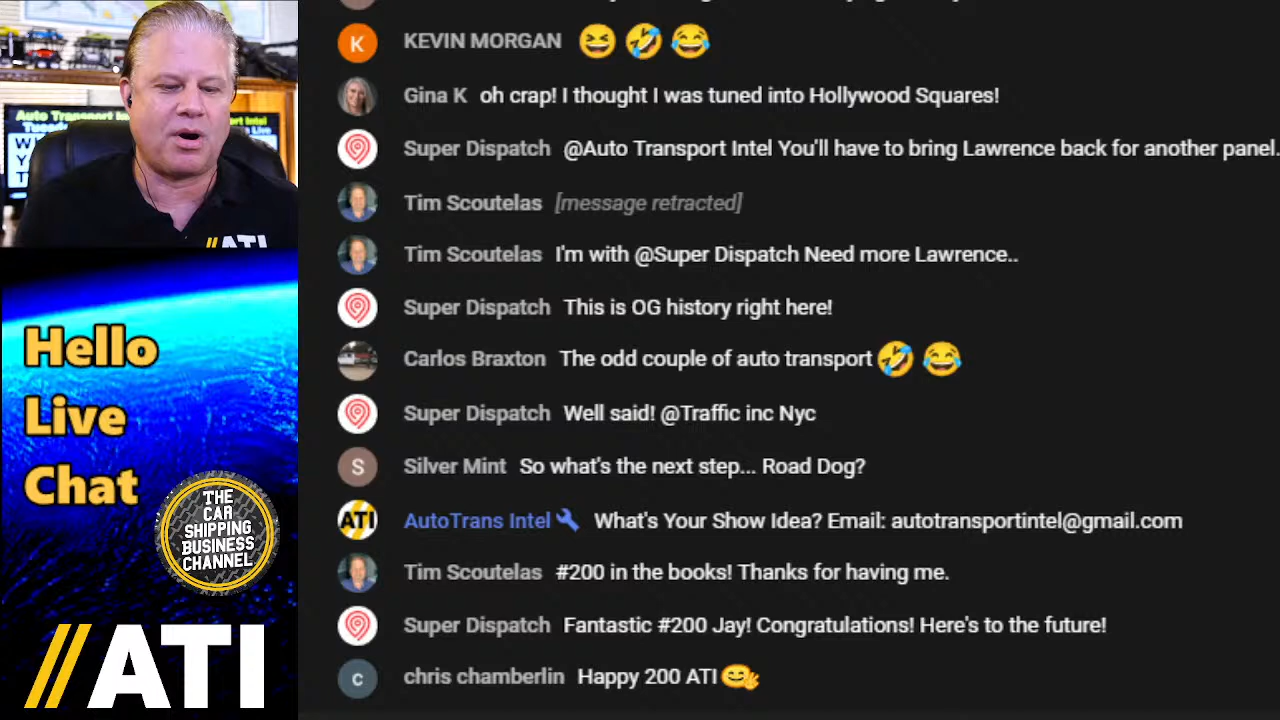 KEVIN MORGAN 😆 🤣 😂
Gina K oh crap! I thought I was tuned into Hollywood Squares!
Super Dispatch @Auto Transport Intel You'll have to bring Lawrence back for another panel.
Tim Scoutelas [message retracted]
Tim Scoutelas I'm with @Super Dispatch Need more Lawrence..
Super Dispatch This is OG history right here!
Carlos Braxton The odd couple of auto transport 🤣 😂
Super Dispatch Well said! @Traffic inc Nyc
S Silver Mint So what's the next step... Road Dog?
ATI AutoTrans Intel What's Your Show Idea? Email: autotransportintel@gmail.com
Tim Scoutelas #200 in the books! Thanks for having me.
Super Dispatch Fantastic #200 Jay! Congratulations! Here's to the future!
c chris chamberlin Happy 200 ATI
K
Auto Transport In
Tuesd
//ATI
Hello
Live
Chat
THE
CAR
SHIPPING
BUSINESS
CHANNEL
//ATI